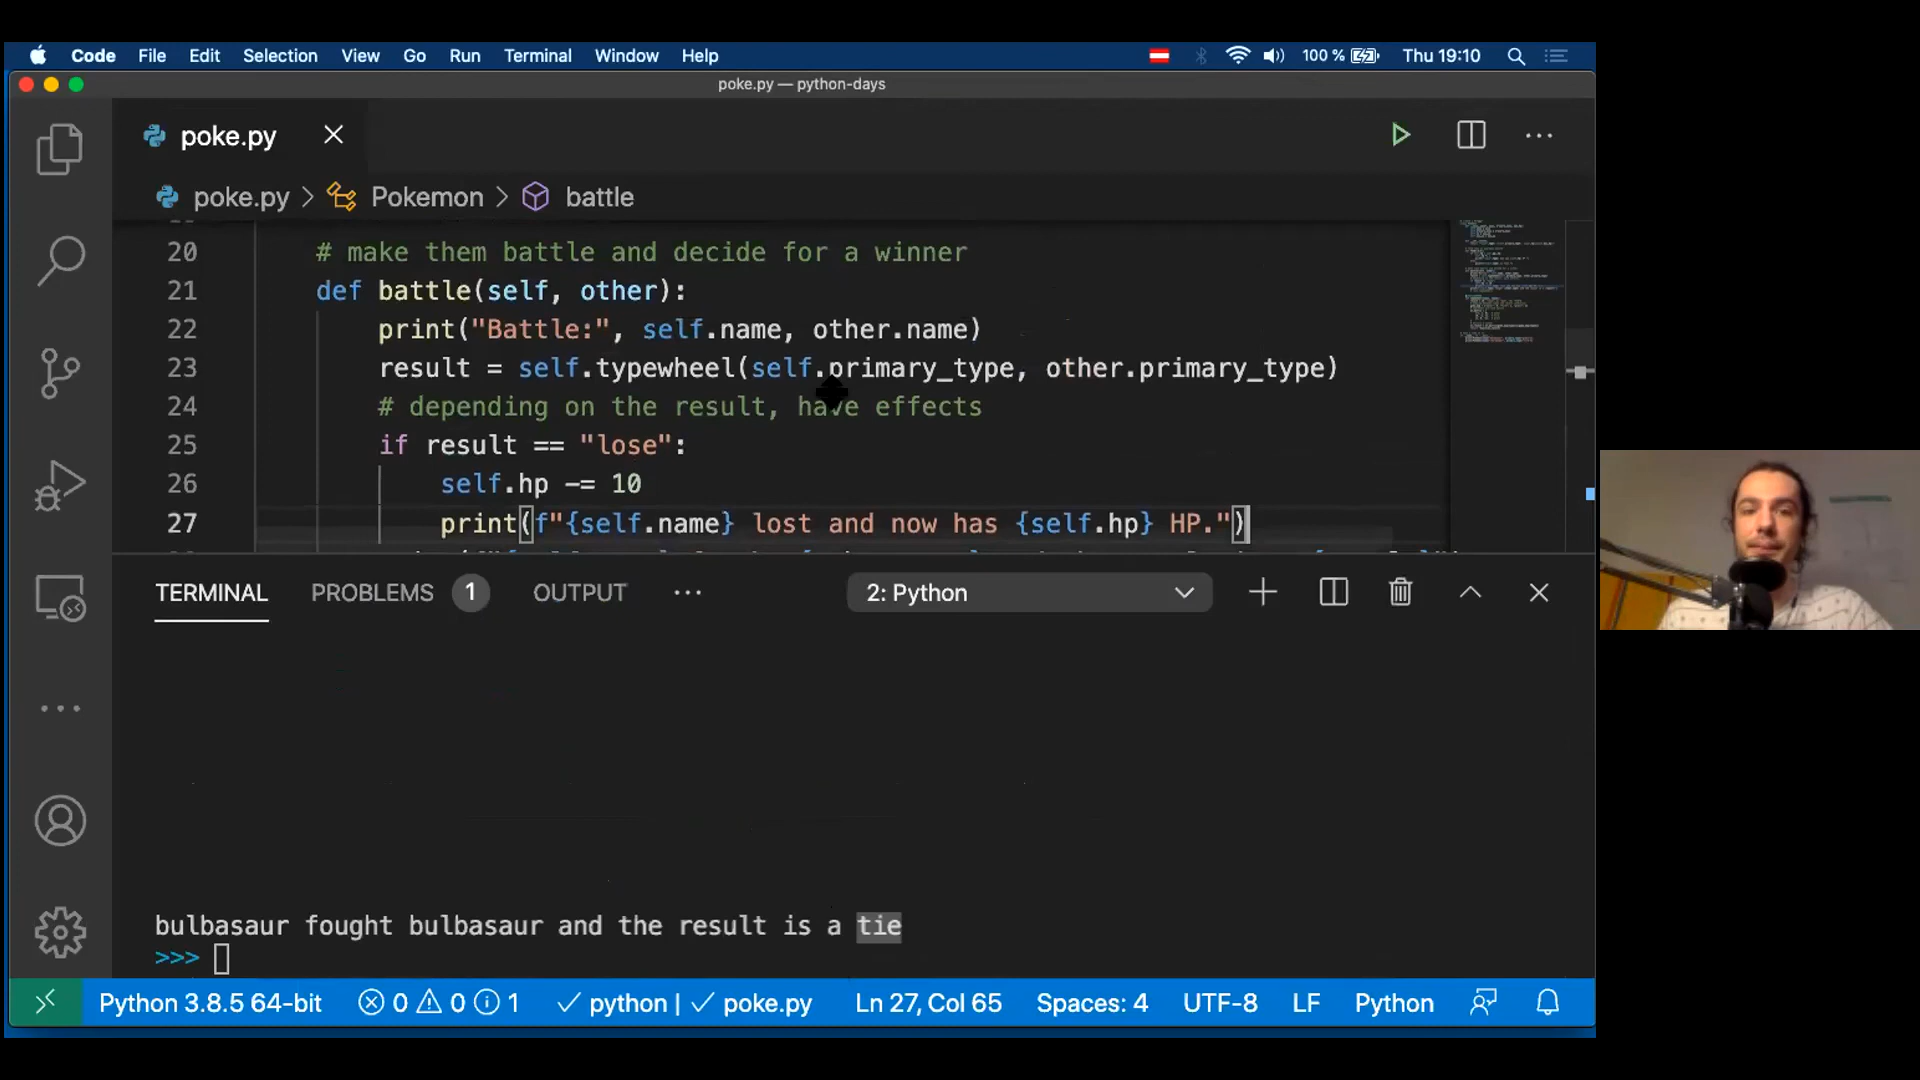 Code File Edit Selection View Go Run Terminal Window Help 100 % Thu 19:10
poke.py — python-days
poke.py
poke.py > Pokemon > battle
20 # make them battle and decide for a winner
21 def battle(self, other):
22 print("Battle:", self.name, other.name)
23 result = self.typewheel(self.primary_type, other.primary_type)
24 # depending on the result, have effects
25 if result == "lose":
26 self.hp -= 10
27 print(f"{self.name} lost and now has {self.hp} HP.")
TERMINAL PROBLEMS 1 OUTPUT ... 2: Python
bulbasaur fought bulbasaur and the result is a tie
>>>
Python 3.8.5 64-bit 0 0 1 python | poke.py Ln 27, Col 65 Spaces: 4 UTF-8 LF Python